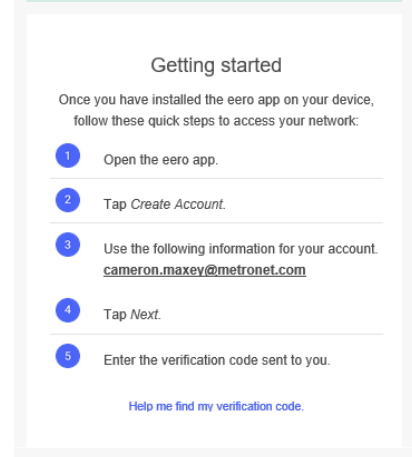 Getting started
Once you have installed the eero app on your device,
follow these quick steps to access your network:
1 Open the eero app.
2 Tap Create Account.
3 Use the following information for your account.
cameron.maxey@metronet.com
4 Tap Next.
5 Enter the verification code sent to you.
Help me find my verification code.